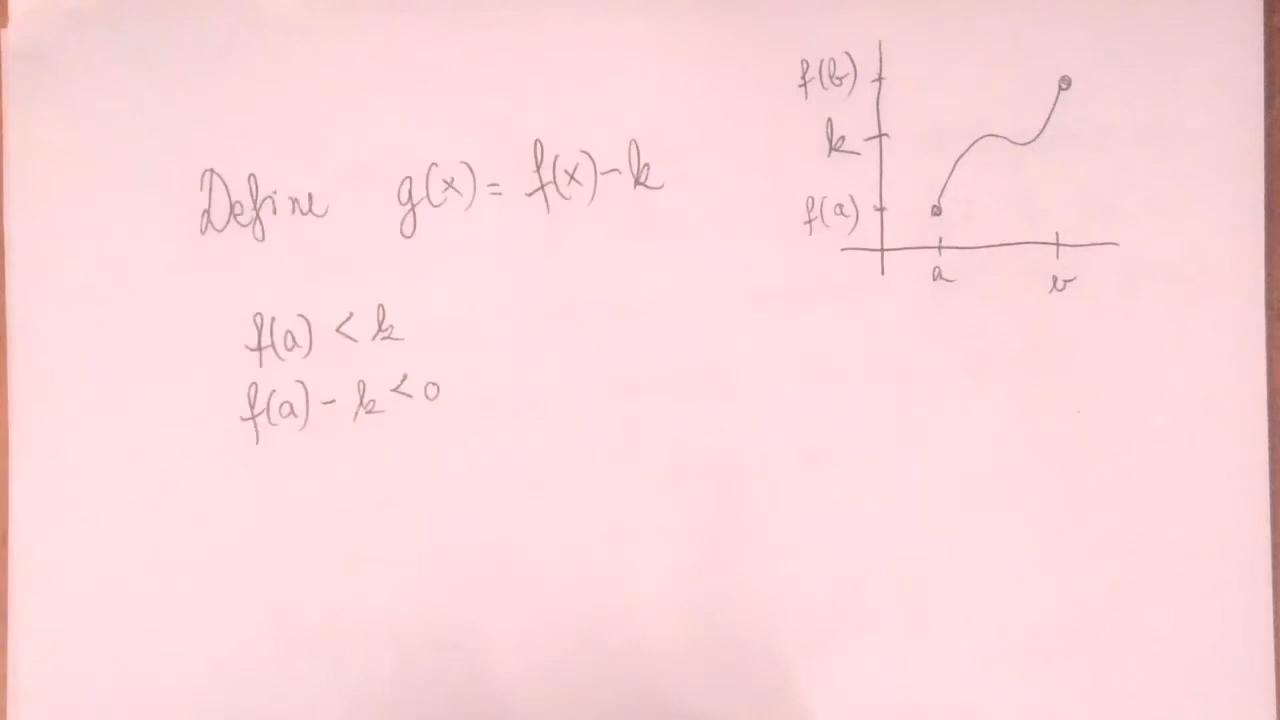 Define g(x) = f(x) - k
f(a) < k
f(a) - k < 0
f(b)
k
f(a)
a
b